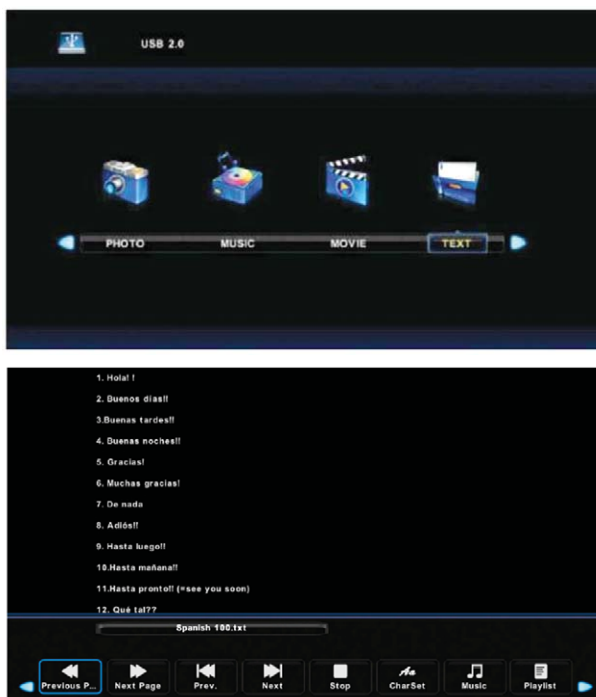 USB 2.0
PHOTO MUSIC MOVIE TEXT
1. Hola! !
2. Buenos días!!
3.Buenas tardes!!
4. Buenas noches!!
5. Gracias!
6. Muchas gracias!
7. De nada
8. Adiós!!
9. Hasta luego!!
10.Hasta mañana!!
11.Hasta pronto!! (=see you soon)
12. Qué tal??
Spanish 100.txt
Previous P... Next Page Prev. Next Stop CharSet Music Playlist